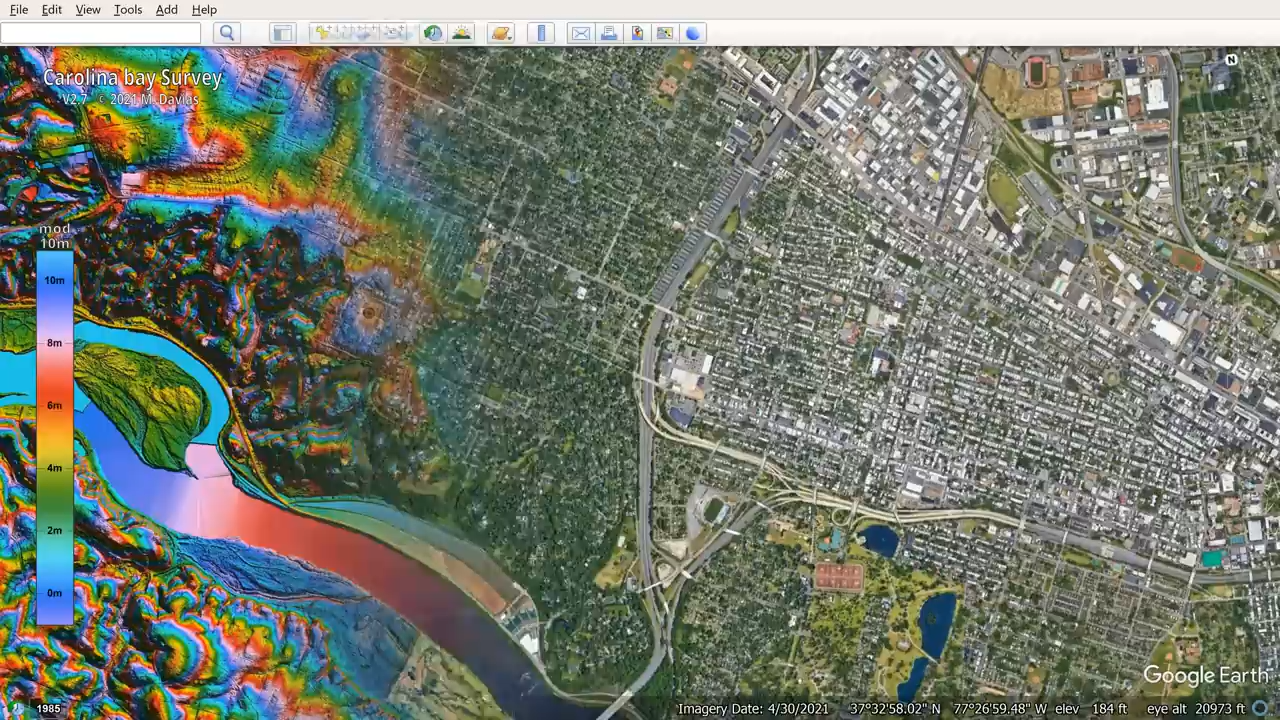 File Edit View Tools Add Help
Carolina bay Survey
V2.7 © 2021 M. Davias
N
mod
10m
10m
8m
6m
4m
2m
0m
Google Earth
1985
Imagery Date: 4/30/2021 37°32'58.02" N 77°26'59.48" W elev 184 ft eye alt 20973 ft